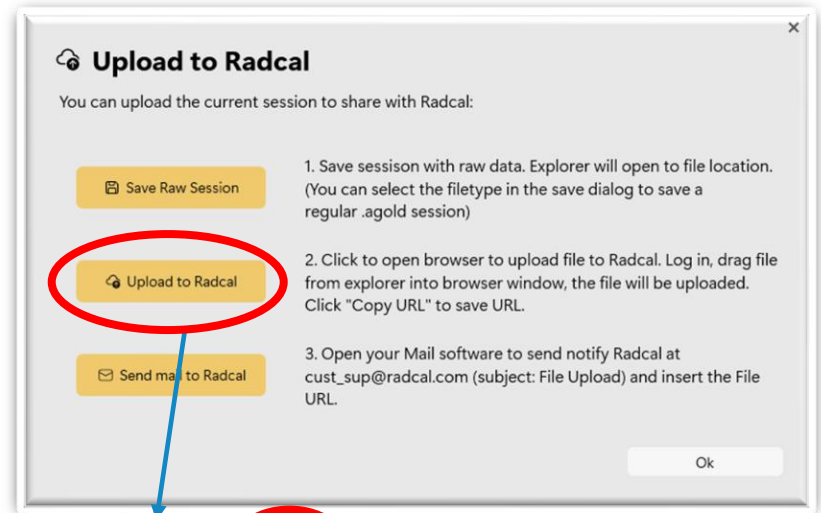 Upload to Radcal
You can upload the current session to share with Radcal:
Save Raw Session
1. Save sessison with raw data. Explorer will open to file location.
(You can select the filetype in the save dialog to save a
regular .agold session)
Upload to Radcal
2. Click to open browser to upload file to Radcal. Log in, drag file
from explorer into browser window, the file will be uploaded.
Click "Copy URL" to save URL.
Send mail to Radcal
3. Open your Mail software to send notify Radcal at
cust_sup@radcal.com (subject: File Upload) and insert the File
URL.
Ok